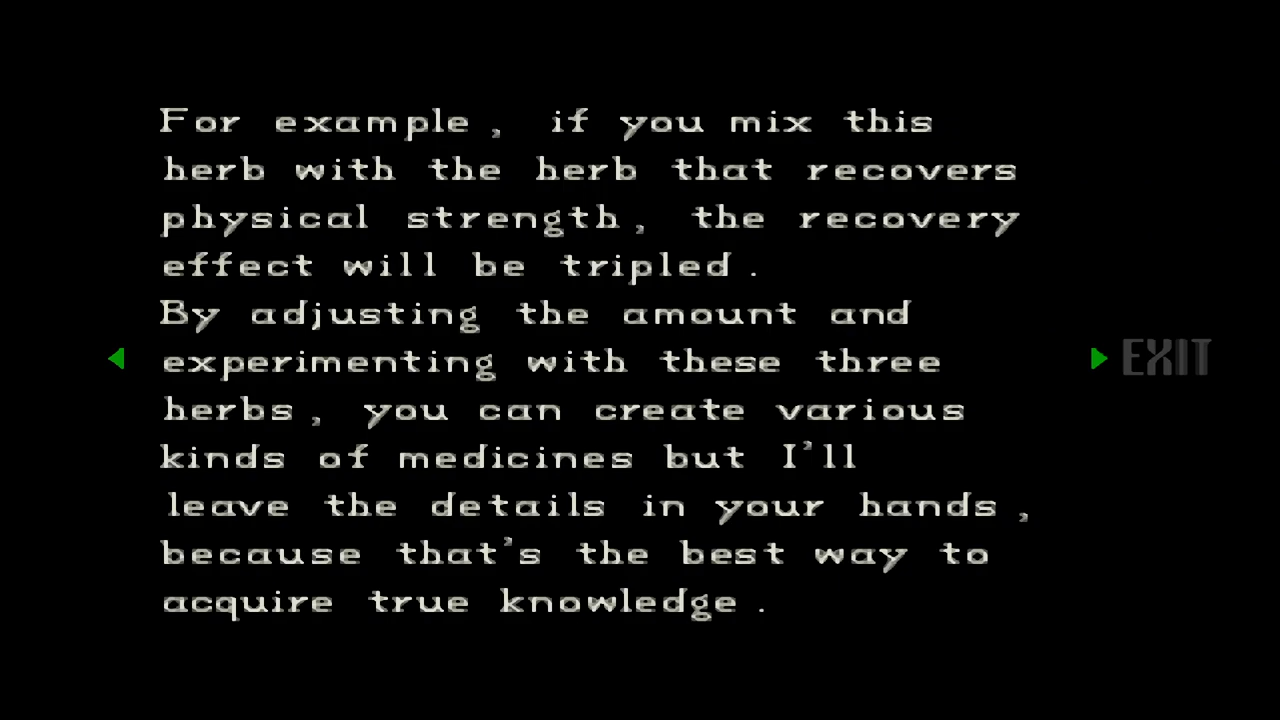 For example, if you mix this
herb with the herb that recovers
physical strength, the recovery
effect will be tripled.
By adjusting the amount and
experimenting with these three
herbs, you can create various
kinds of medicines but I'll
leave the details in your hands,
because that's the best way to
acquire true knowledge.
EXIT